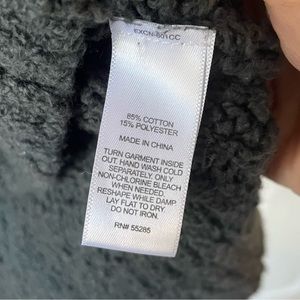 EXCN-601CC
85% COTTON
15% POLYESTER
MADE IN CHINA
TURN GARMENT INSIDE
OUT. HAND WASH COLD
SEPARATELY. ONLY
NON-CHLORINE BLEACH
WHEN NEEDED.
RESHAPE WHILE DAMP
LAY FLAT TO DRY
DO NOT IRON.
RN# 55285